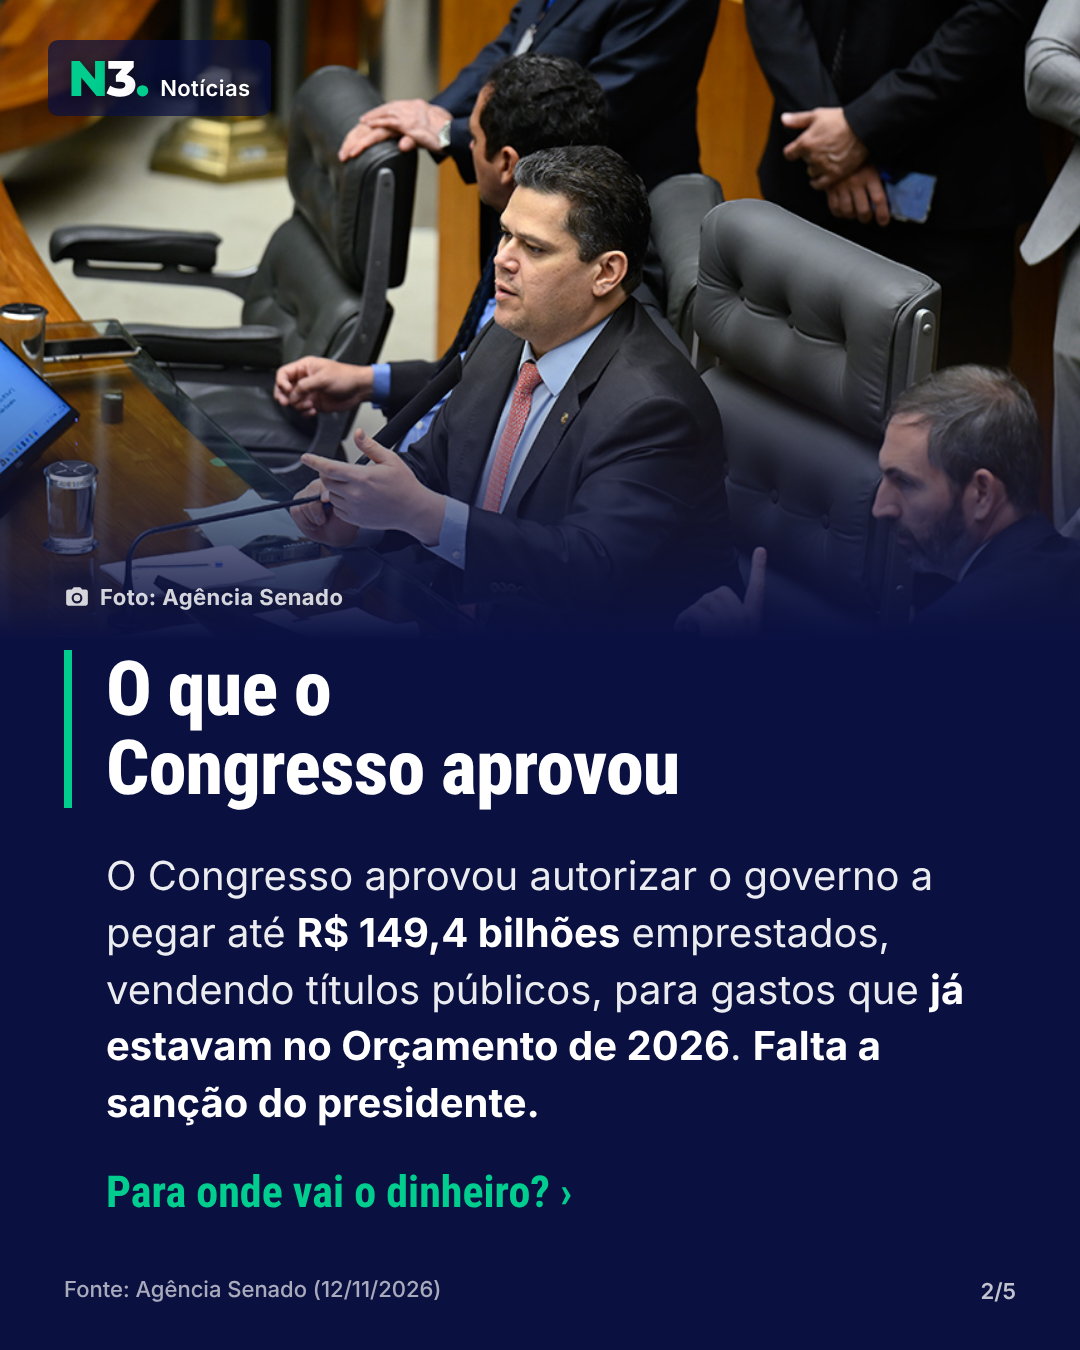 N3. Notícias
Foto: Agência Senado
O que o
Congresso aprovou
O Congresso aprovou autorizar o governo a
pegar até R$ 149,4 bilhões emprestados,
vendendo títulos públicos, para gastos que já
estavam no Orçamento de 2026. Falta a
sanção do presidente.
Para onde vai o dinheiro? ›
Fonte: Agência Senado (12/11/2026)
2/5